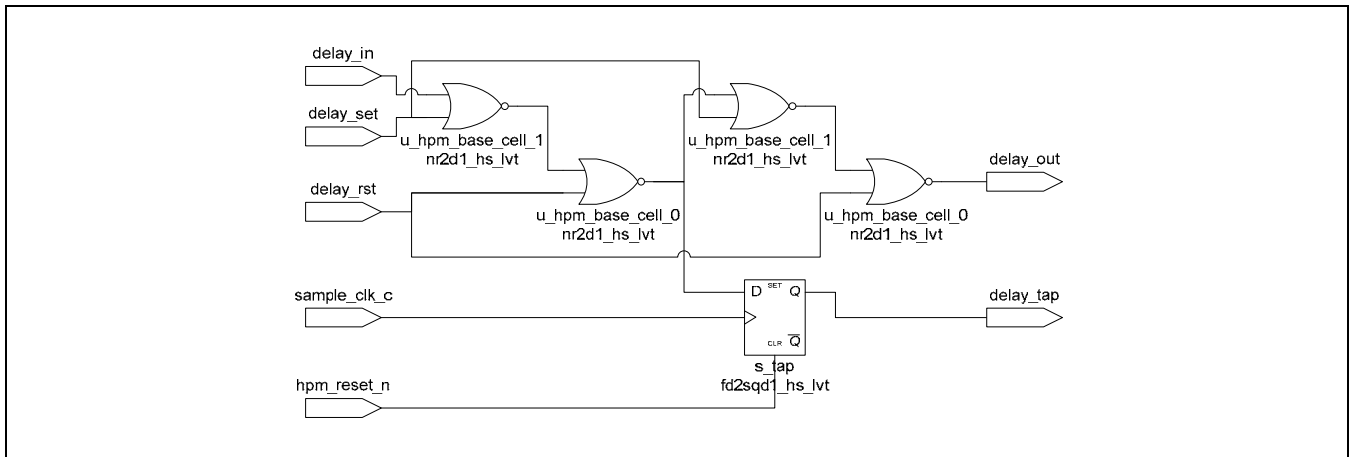 delay_in
delay_set
u_hpm_base_cell_1
nr2d1_hs_lvt
u_hpm_base_cell_1
nr2d1_hs_lvt
delay_out
delay_rst
u_hpm_base_cell_0
nr2d1_hs_lvt
u_hpm_base_cell_0
nr2d1_hs_lvt
sample_clk_c
D SET Q
delay_tap
CLR Q̅
s_tap
fd2sqd1_hs_lvt
hpm_reset_n